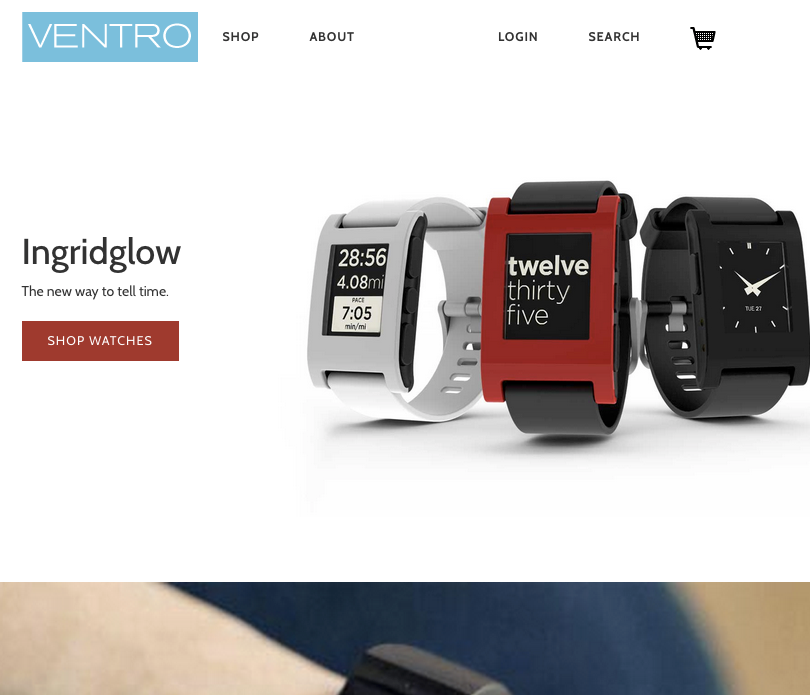 VENTRO
SHOP
ABOUT
LOGIN
SEARCH
Ingridglow
The new way to tell time.
SHOP WATCHES
28:56
4.08mi
PACE
7:05
min/mi
twelve
thirty
five
TUE 27